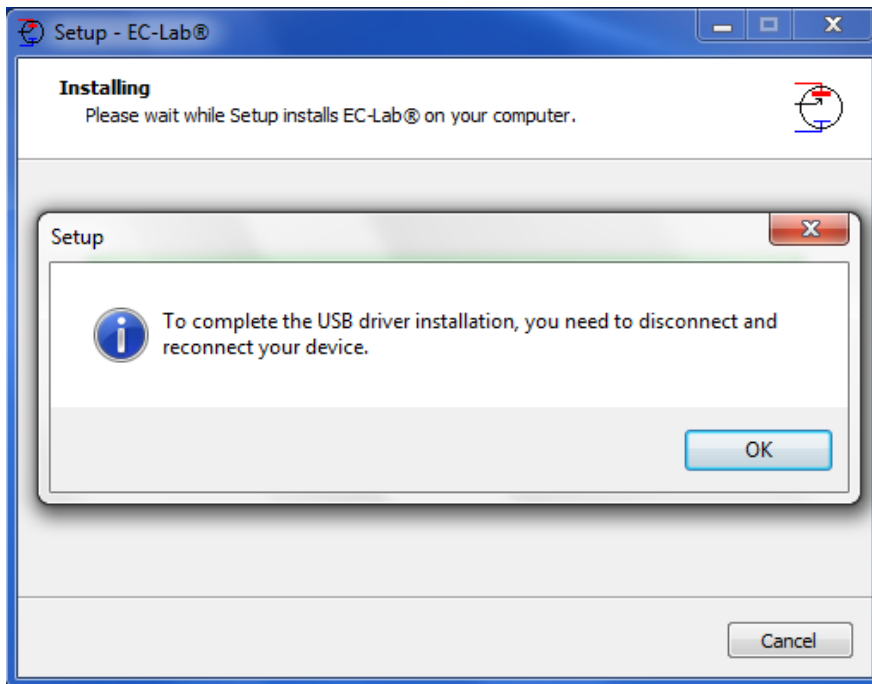 Setup - EC-Lab®
Installing
Please wait while Setup installs EC-Lab® on your computer.
Setup
To complete the USB driver installation, you need to disconnect and
reconnect your device.
OK
Cancel